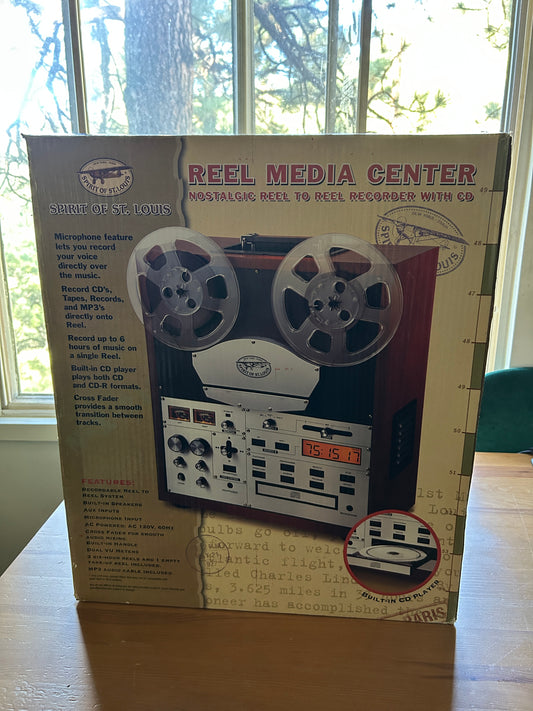 SPIRIT OF ST. LOUIS
SPIRIT OF ST. LOUIS
REEL MEDIA CENTER
NOSTALGIC REEL TO REEL RECORDER WITH CD
Microphone feature
lets you record
your voice
directly over
the music.
Record CD's,
Tapes, Records,
and MP3's
directly onto
Reel.
Record up to 6
hours of music on
a single Reel.
Built-in CD player
plays both CD
and CD-R formats.
Cross Fader
provides a smooth
transition between
tracks.
FEATURES:
RECORDABLE REEL TO
REEL SYSTEM
BUILT-IN SPEAKERS
AUX INPUTS
MICROPHONE INPUT
AC POWERED: AC 120V, 60HZ
CROSS FADER FOR SMOOTH
AUDIO MIXING
BUILT-IN HANDLE
DUAL VU METERS
MP3 AUDIO CABLE INCLUDED
75:15 17
49
48
47
48
49
50
51
forward to welc
lantic flight,
led Charles Lin
s, 3.625 miles in 3
oneer has accomplished
BUILT-IN CD PLAYER
PARIS